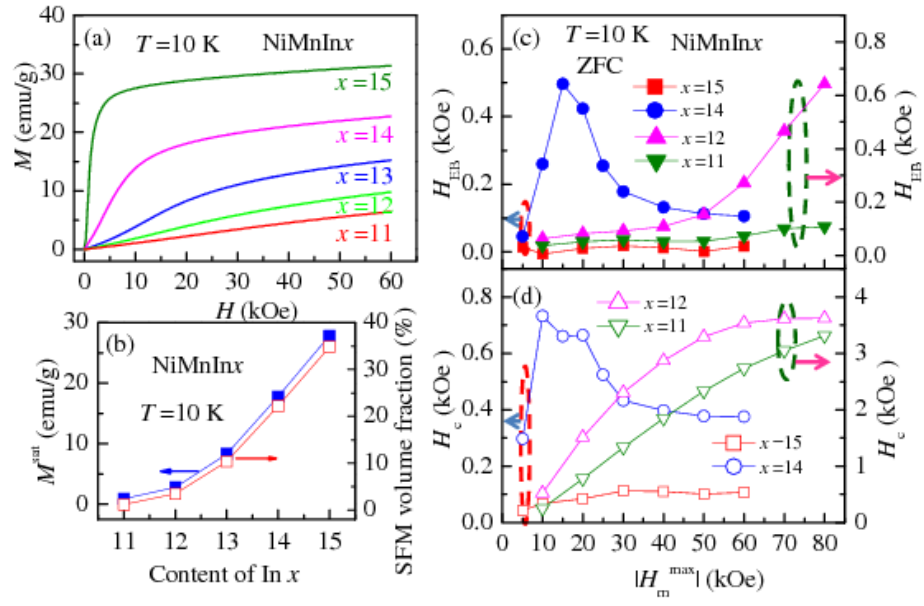 (a) T=10 K NiMnInx
40
30
20
10
0
M (emu/g)
x=15
x=14
x=13
x=12
x=11
0 10 20 30 40 50 60
H (kOe)
(b)
NiMnInx
T=10 K
30
20
10
0
M^sat (emu/g)
40
30
20
10
0
SFM volume fraction (%)
11 12 13 14 15
Content of In x
(c) T=10 K NiMnInx
ZFC
x=15
x=14
x=12
x=11
0.6
0.4
0.2
0.0
H_EB (kOe)
0.8
0.6
0.4
0.2
0.0
H_EB (kOe)
(d)
x=12
x=11
x=15
x=14
0.8
0.6
0.4
0.2
0.0
H_c (kOe)
4
3
2
1
0
H_c (kOe)
0 10 20 30 40 50 60 70 80
|H_m^max| (kOe)